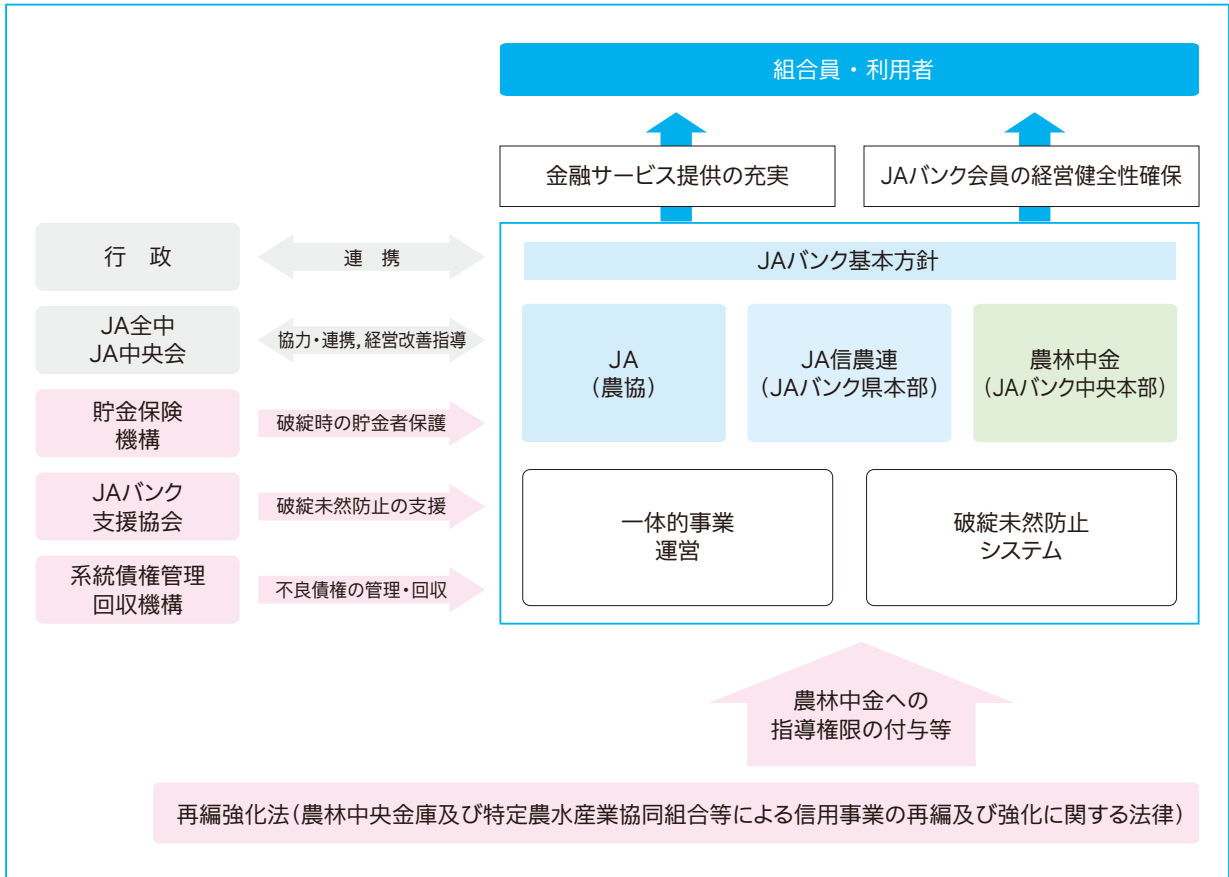 組合員・利用者
金融サービス提供の充実
JAバンク会員の経営健全性確保
行　政
連　携
JAバンク基本方針
JA全中
JA中央会
協力・連携,経営改善指導
JA
（農協）
JA信農連
（JAバンク県本部）
農林中金
（JAバンク中央本部）
貯金保険
機構
破綻時の貯金者保護
JAバンク
支援協会
破綻未然防止の支援
一体的事業
運営
破綻未然防止
システム
系統債権管理
回収機構
不良債権の管理・回収
農林中金への
指導権限の付与等
再編強化法（農林中央金庫及び特定農水産業協同組合等による信用事業の再編及び強化に関する法律）